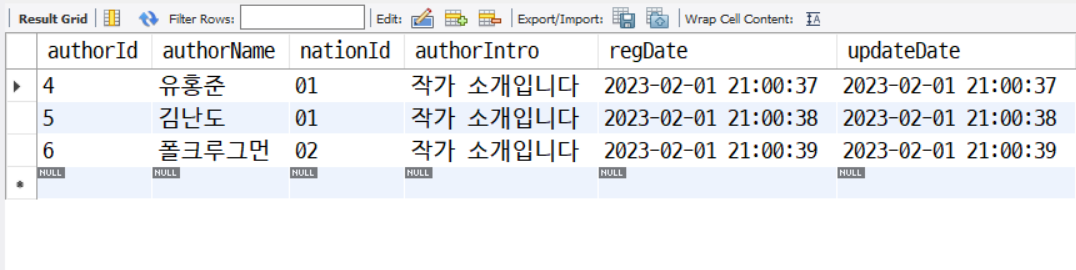 Result Grid Filter Rows: Edit: Export/Import: Wrap Cell Content: IA
authorId authorName nationId authorIntro regDate updateDate
4 유홍준 01 작가 소개입니다 2023-02-01 21:00:37 2023-02-01 21:00:37
5 김난도 01 작가 소개입니다 2023-02-01 21:00:38 2023-02-01 21:00:38
6 폴크루그먼 02 작가 소개입니다 2023-02-01 21:00:39 2023-02-01 21:00:39
NULL NULL NULL NULL NULL NULL